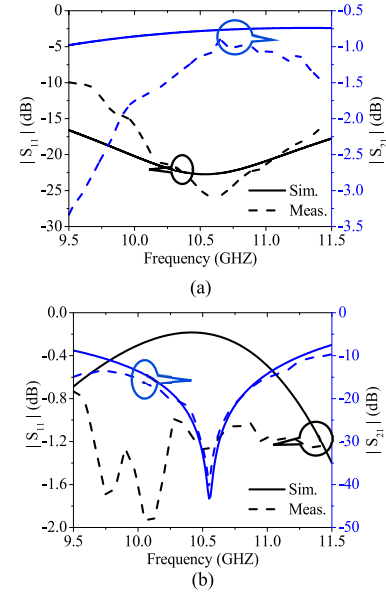 0
-5
-10
-15
-20
-25
-30
| S11 | (dB)
-0.5
-1.0
-1.5
-2.0
-2.5
-3.0
-3.5
| S21 | (dB)
Sim.
Meas.
9.5 10.0 10.5 11.0 11.5
Frequency (GHZ)
(a)
0.0
-0.4
-0.8
-1.2
-1.6
-2.0
| S11 | (dB)
0
-10
-20
-30
-40
-50
| S21 | (dB)
Sim.
Meas.
9.5 10.0 10.5 11.0 11.5
Frequency (GHZ)
(b)